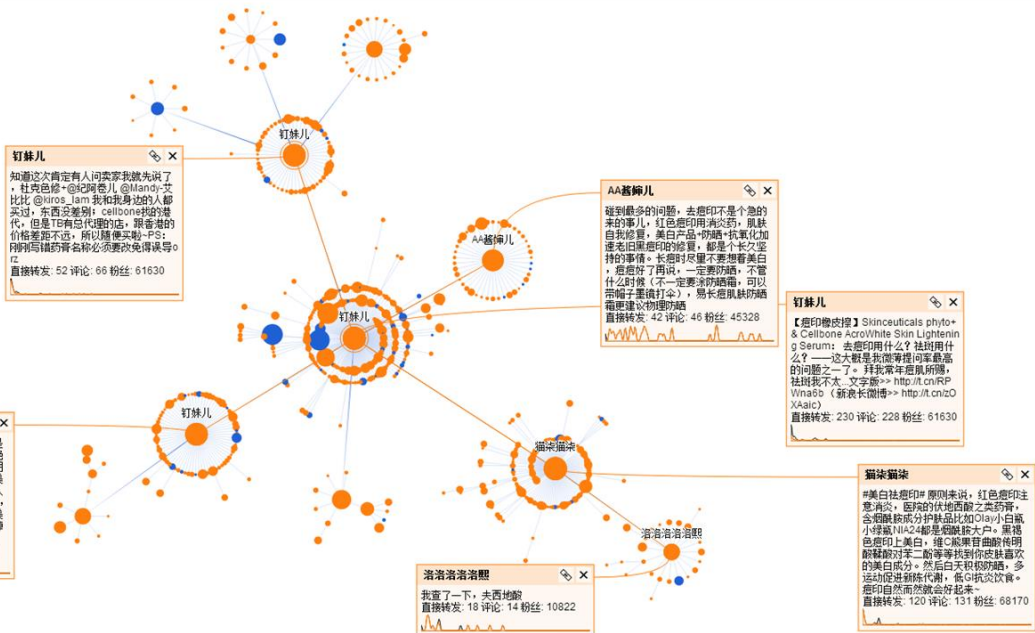 钉妹儿
钉妹儿
知道这次肯定有人问卖家我就先说了
，杜克色修+@纪阿卷儿 @Mandy-艾
比比 @kiros_lam 我和我身边的人都
买过，东西没差别；cellbone找的港
代，但是TB有总代理的店，跟香港的
价格差距不远，所以随便买啦~PS：
刚刚写错药膏名称必须要改免得误导o
rz
直接转发: 52 评论: 66 粉丝: 61630
AA酱婶儿
AA酱婶儿
碰到最多的问题，去痘印不是个急的
来的事儿，红色痘印用消炎药，肌肤
自我修复，美白产品+防晒+抗氧化加
速老旧黑痘印的修复，都是个长久坚
持的事情。长痘时尽量不要想着美白
，痘痘好了再说，一定要防晒，不管
什么时候（不一定要涂防晒霜，可以
带帽子墨镜打伞），易长痘肌肤防晒
霜更建议物理防晒
直接转发: 42 评论: 46 粉丝: 45328
钉妹儿
钉妹儿
【痘印橡皮擦】Skinceuticals phyto+
& Cellbone AcroWhite Skin Lightenin
g Serum： 去痘印用什么？祛斑用什
么？——这大概是我微薄提问率最高
的问题之一了。 拜我常年痘肌所赐，
祛斑我不太...文字版>> http://t.cn/RP
Wna6b （新浪长微博>> http://t.cn/zO
XAaic）
直接转发: 230 评论: 228 粉丝: 61630
钉妹儿
猫柒猫柒
猫柒猫柒
#美白祛痘印# 原则来说，红色痘印注
意消炎，医院的伏地西酸之类药膏，
含烟酰胺成分护肤品比如Olay小白瓶
小绿瓶NIA24都是烟酰胺大户。黑褐
色痘印上美白，维C熊果苷曲酸传明
酸鞣酸对苯二酚等等找到你皮肤喜欢
的美白成分。然后白天积极防晒，多
运动促进新陈代谢，低GI抗炎饮食。
痘印自然而然就会好起来~
直接转发: 120 评论: 131 粉丝: 68170
洛洛洛洛洛熙
洛洛洛洛洛熙
我查了一下，夫西地酸
直接转发: 18 评论: 14 粉丝: 10822